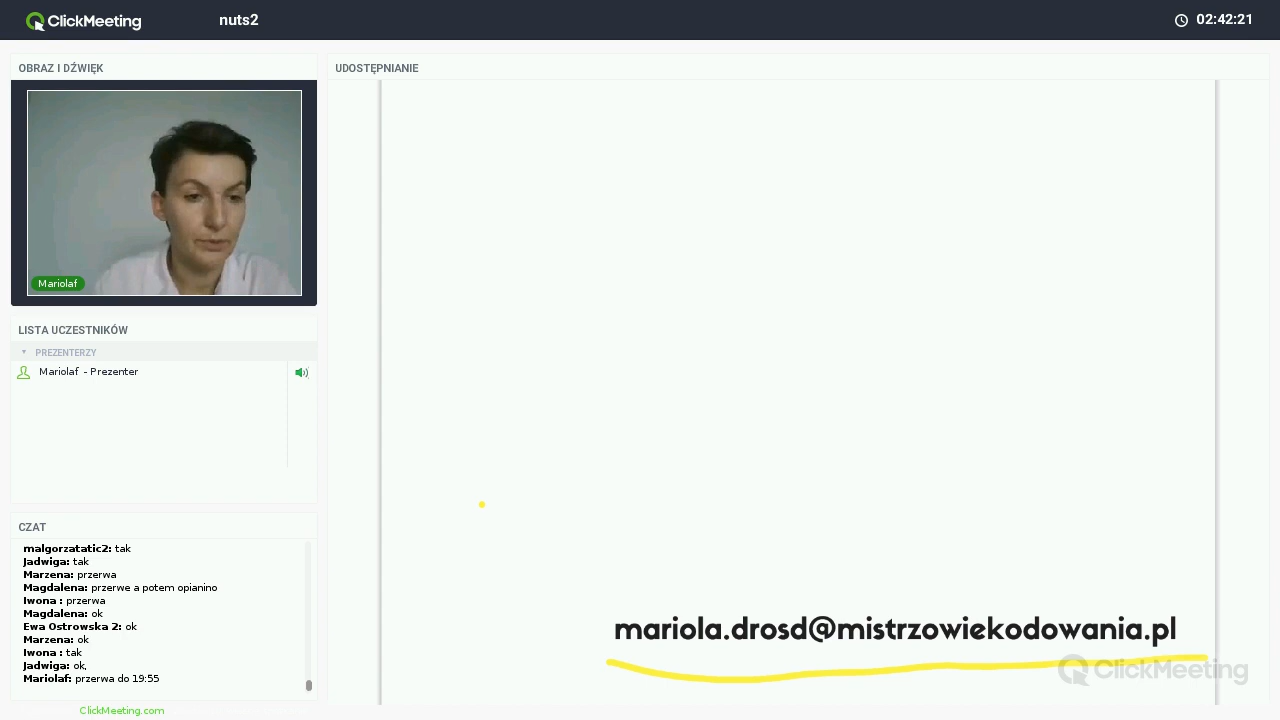 ClickMeeting
nuts2
02:42:21
OBRAZ I DŹWIĘK
Mariolaf
LISTA UCZESTNIKÓW
PREZENTERZY
Mariolaf - Prezenter
CZAT
malgorzatatic2: tak
Jadwiga: tak
Marzena: przerwa
Magdalena: przerwe a potem opianino
Iwona : przerwa
Magdalena: ok
Ewa Ostrowska 2: ok
Marzena: ok
Iwona : tak
Jadwiga: ok,
Mariolaf: przerwa do 19:55
ClickMeeting.com
UDOSTĘPNIANIE
mariola.drosd@mistrzowiekodowania.pl
ClickMeeting